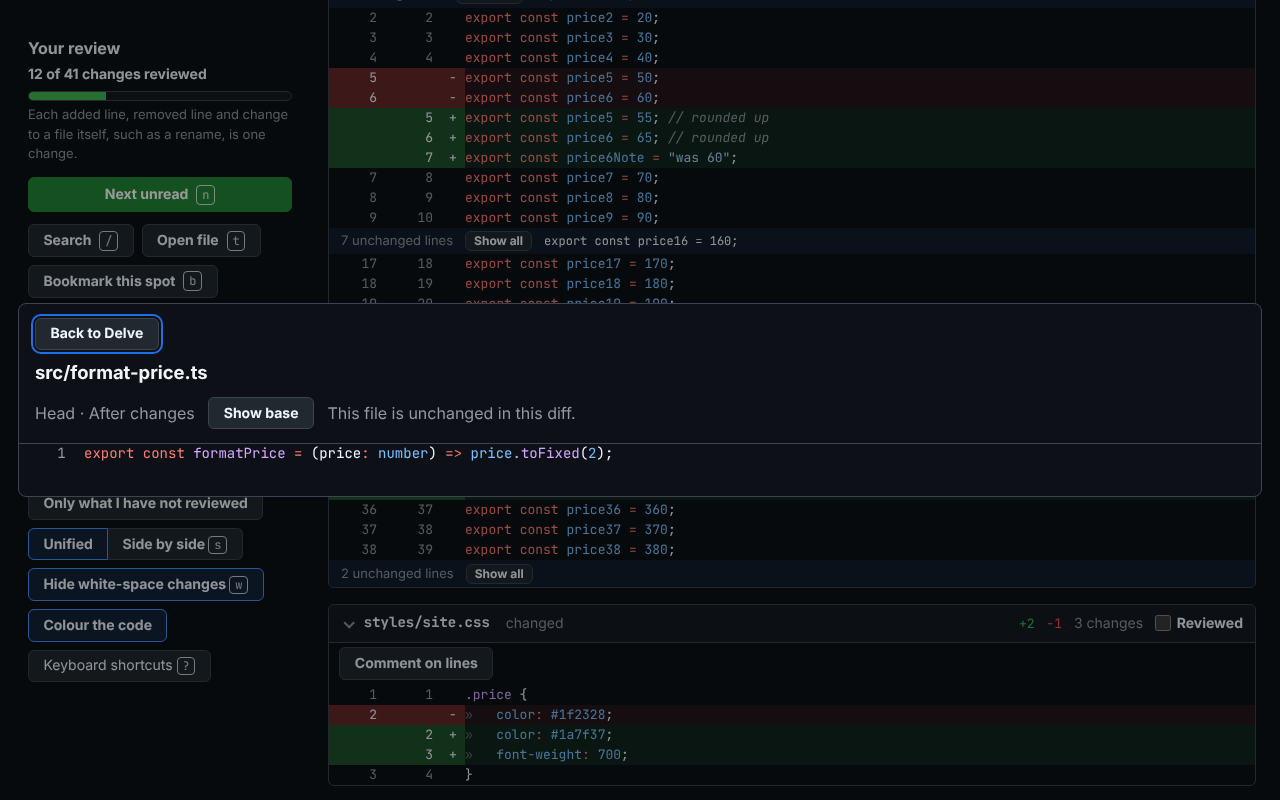 Your review
12 of 41 changes reviewed
Each added line, removed line and change
to a file itself, such as a rename, is one
change.
Next unread n
Search / Open file t
Bookmark this spot b
2 2 export const price2 = 20;
3 3 export const price3 = 30;
4 4 export const price4 = 40;
5 - export const price5 = 50;
6 - export const price6 = 60;
5 + export const price5 = 55; // rounded up
6 + export const price6 = 65; // rounded up
7 + export const price6Note = "was 60";
7 8 export const price7 = 70;
8 9 export const price8 = 80;
9 10 export const price9 = 90;
7 unchanged lines Show all export const price16 = 160;
17 18 export const price17 = 170;
18 19 export const price18 = 180;
19 20 export const price19 = 190;
Back to Delve
src/format-price.ts
Head · After changes Show base This file is unchanged in this diff.
1 export const formatPrice = (price: number) => price.toFixed(2);
Only what I have not reviewed
Unified Side by side s
Hide white-space changes w
Colour the code
Keyboard shortcuts ?
36 37 export const price36 = 360;
37 38 export const price37 = 370;
38 39 export const price38 = 380;
2 unchanged lines Show all
styles/site.css changed +2 -1 3 changes Reviewed
Comment on lines
1 1 .price {
2 - » color: #1f2328;
2 + » color: #1a7f37;
3 + » font-weight: 700;
3 4 }